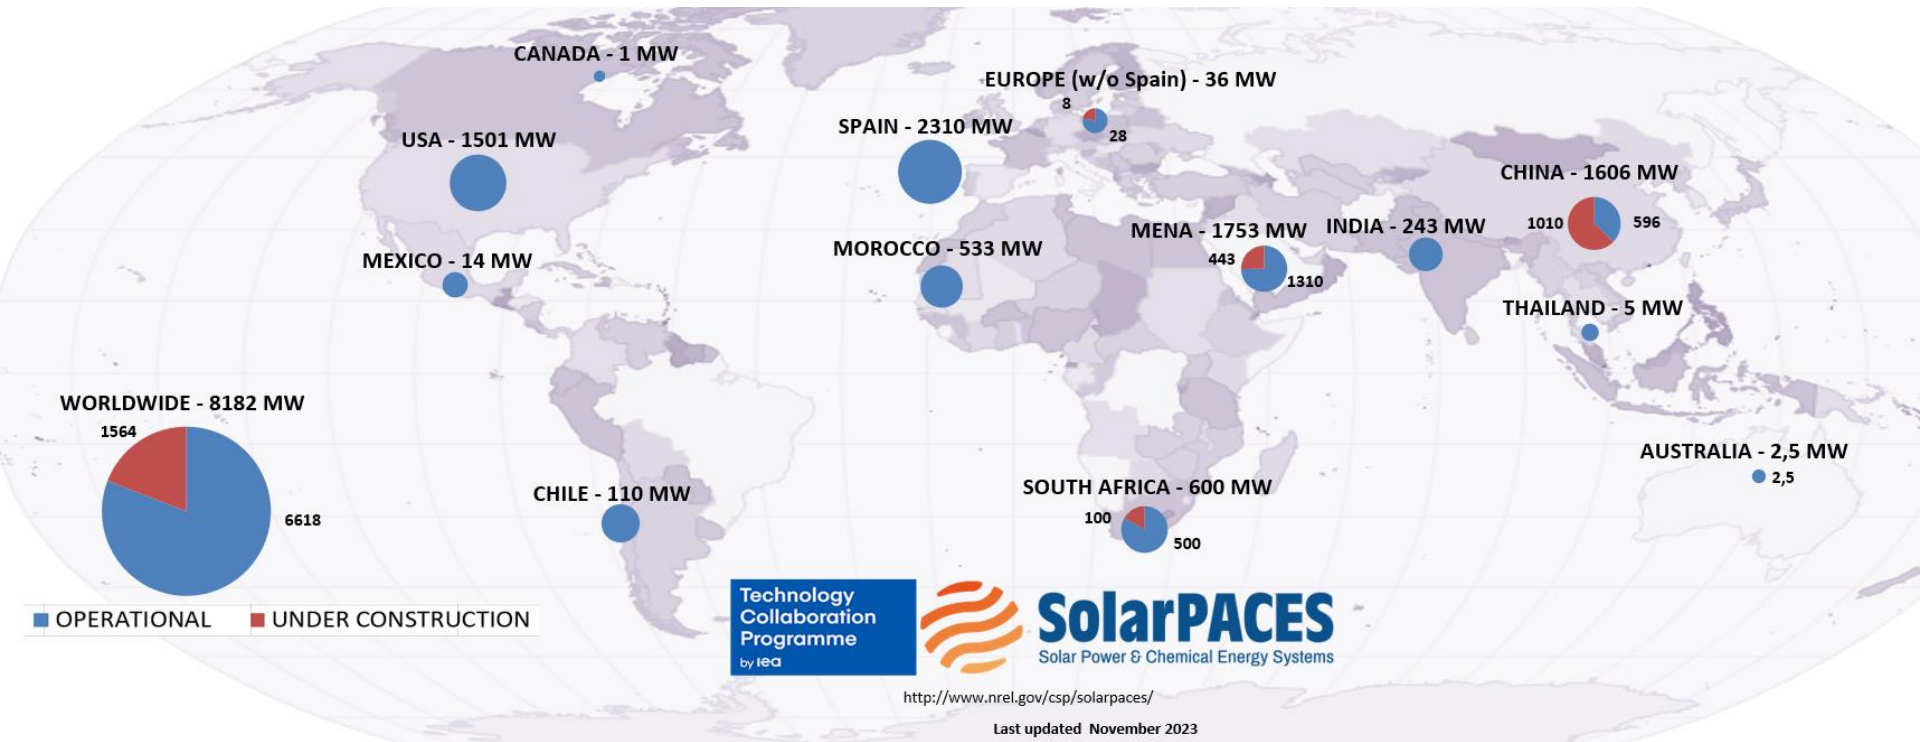 CANADA - 1 MW
EUROPE (w/o Spain) - 36 MW
8
28
SPAIN - 2310 MW
USA - 1501 MW
CHINA - 1606 MW
1010
596
MENA - 1753 MW
443
1310
INDIA - 243 MW
MOROCCO - 533 MW
MEXICO - 14 MW
THAILAND - 5 MW
WORLDWIDE - 8182 MW
1564
6618
AUSTRALIA - 2,5 MW
2,5
CHILE - 110 MW
SOUTH AFRICA - 600 MW
100
500
OPERATIONAL
UNDER CONSTRUCTION
Technology
Collaboration
Programme
by iea
SolarPACES
Solar Power & Chemical Energy Systems
http://www.nrel.gov/csp/solarpaces/
Last updated November 2023